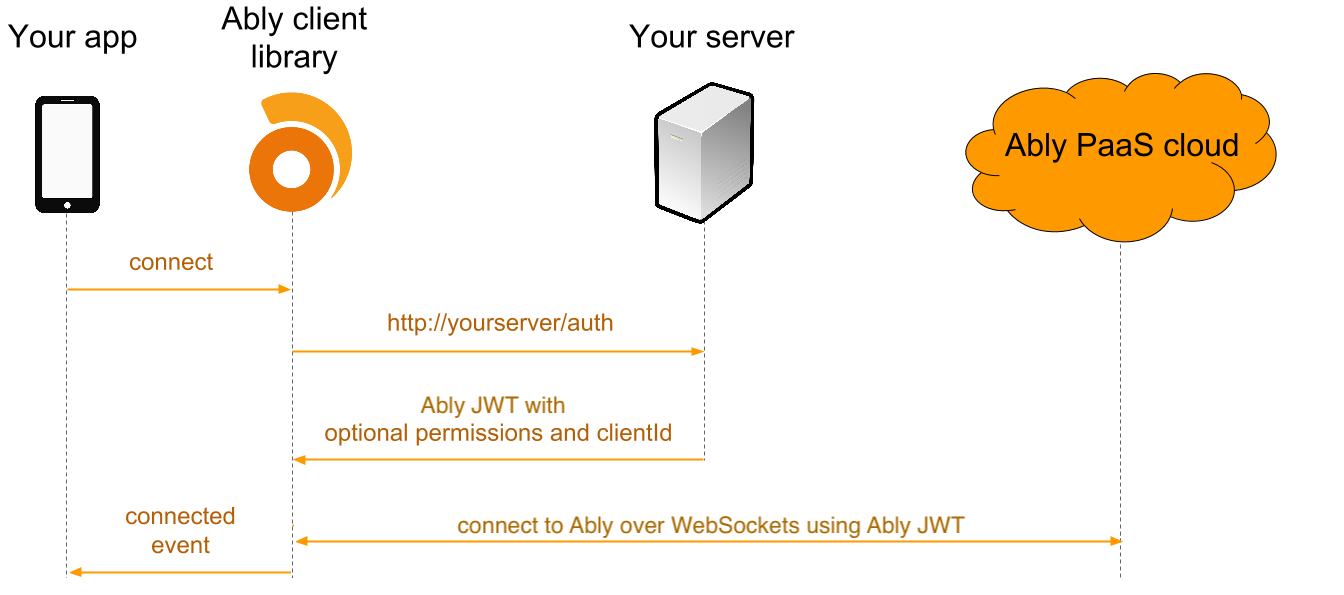 Your app
Ably client
library
Your server
Ably PaaS cloud
connect
http://yourserver/auth
Ably JWT with
optional permissions and clientId
connected
event
connect to Ably over WebSockets using Ably JWT